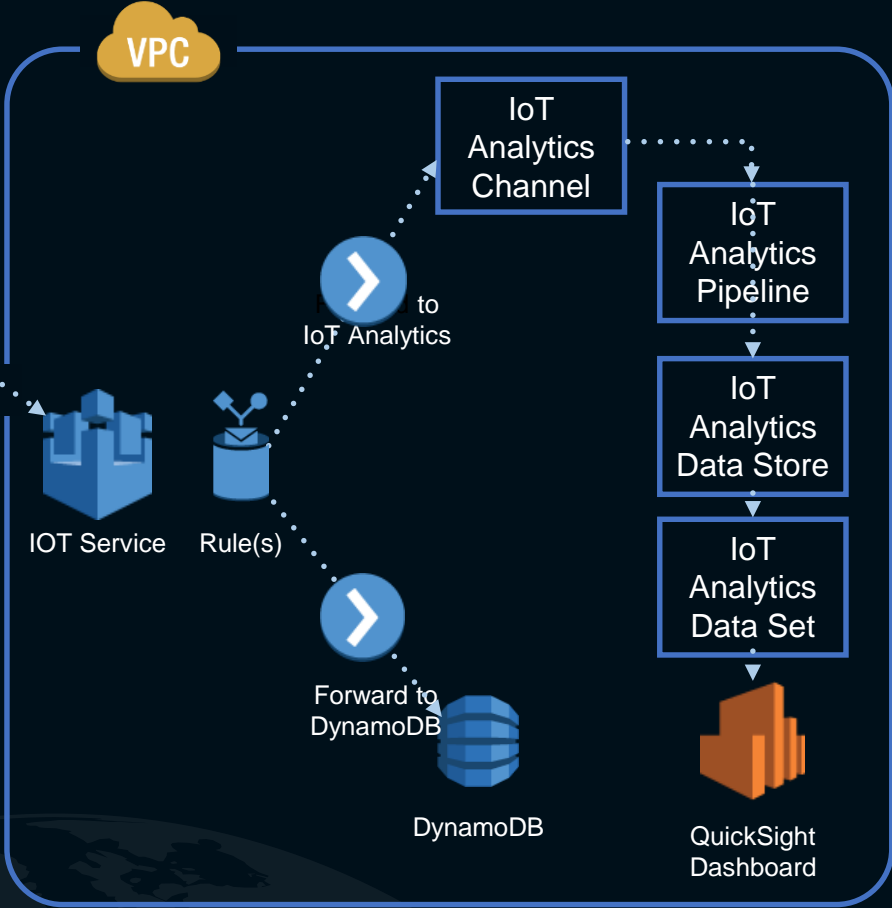 VPC
IoT
Analytics
Channel
IoT
Analytics
Pipeline
to
IoT Analytics
IoT
Analytics
Data Store
IOT Service
Rule(s)
IoT
Analytics
Data Set
Forward to
DynamoDB
DynamoDB
QuickSight
Dashboard